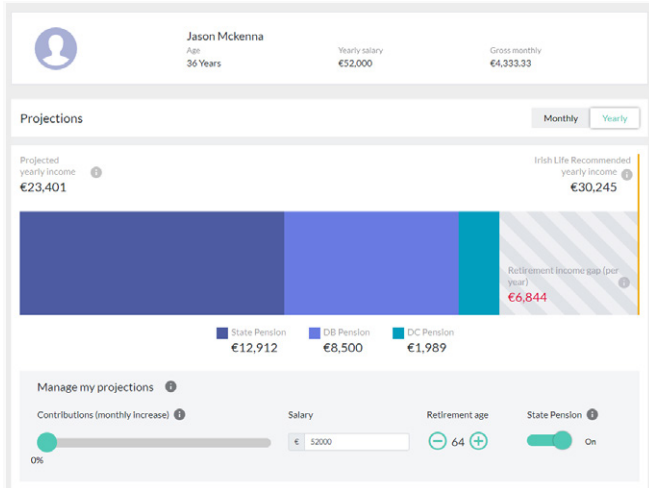 Jason Mckenna
Age Yearly salary Gross monthly
36 Years €52,000 €4,333.33
Projections Monthly Yearly
Projected
yearly income
€23,401
Irish Life Recommended
yearly income
€30,245
Retirement income gap (per
year)
€6,844
State Pension DB Pension DC Pension
€12,912 €8,500 €1,989
Manage my projections
Contributions (monthly increase) Salary Retirement age State Pension
€ 52000 64 On
0%